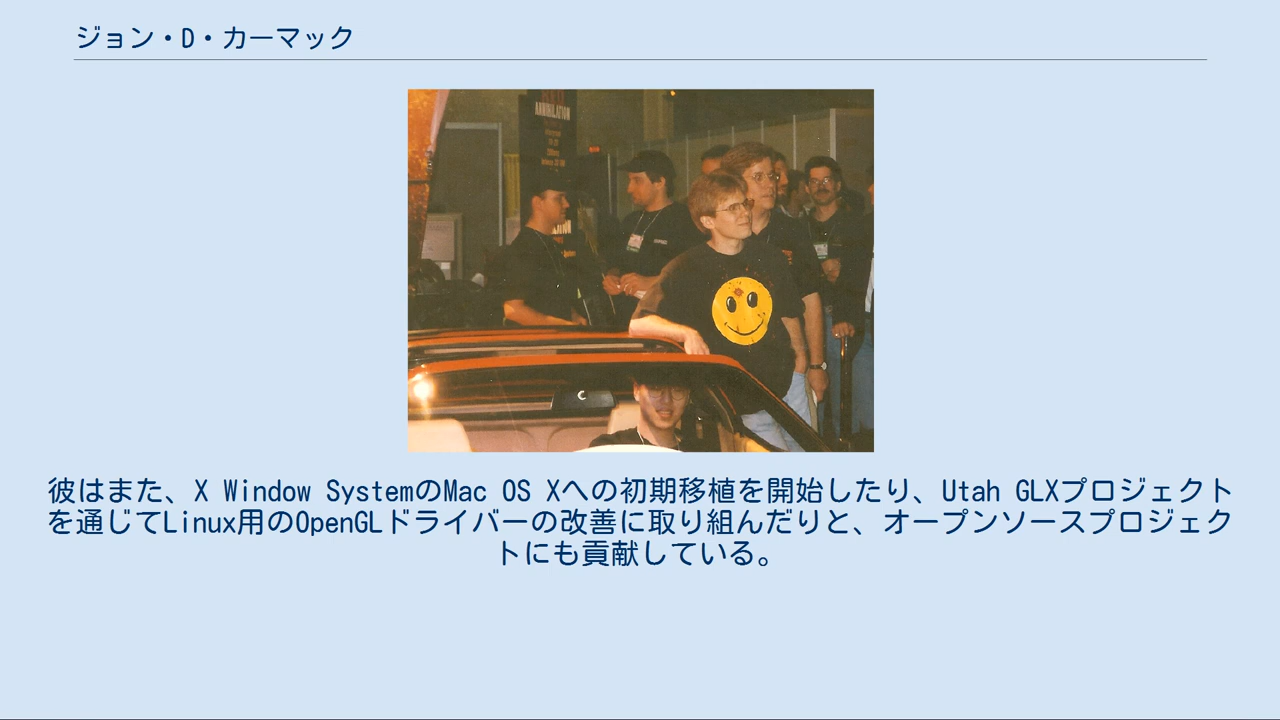 ジョン・D・カーマック
ANNIHILATION
彼はまた、X Window SystemのMac OS Xへの初期移植を開始したり、Utah GLXプロジェクト
を通じてLinux用のOpenGLドライバーの改善に取り組んだりと、オープンソースプロジェク
トにも貢献している。